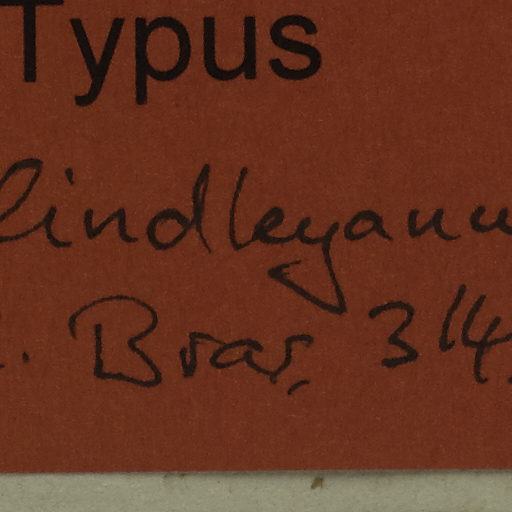 Typus
lindleyanu
. Bras, 314